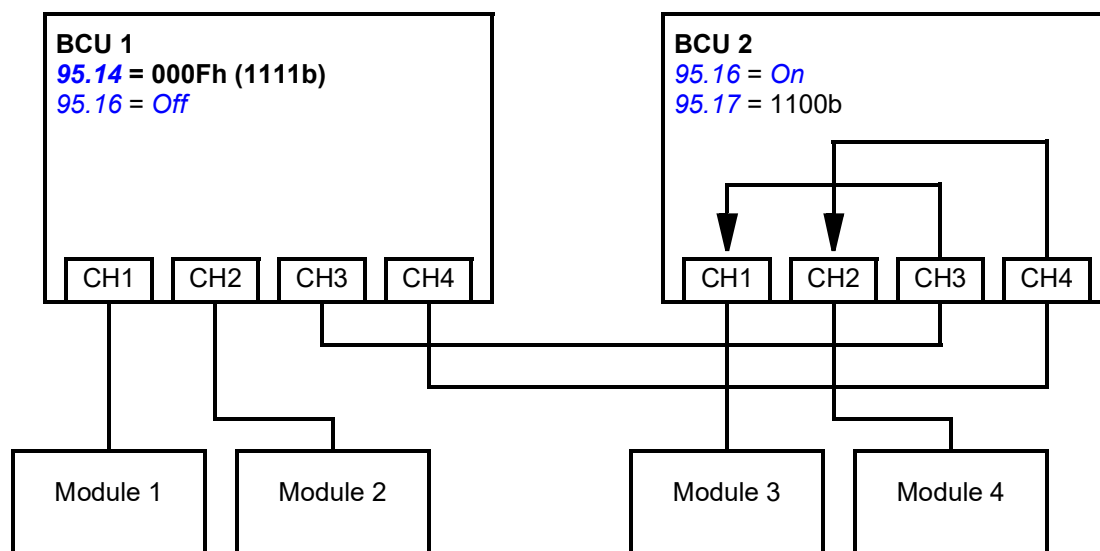 BCU 1
95.14 = 000Fh (1111b)
95.16 = Off
BCU 2
95.16 = On
95.17 = 1100b
CH1 CH2 CH3 CH4
CH1 CH2 CH3 CH4
Module 1
Module 2
Module 3
Module 4